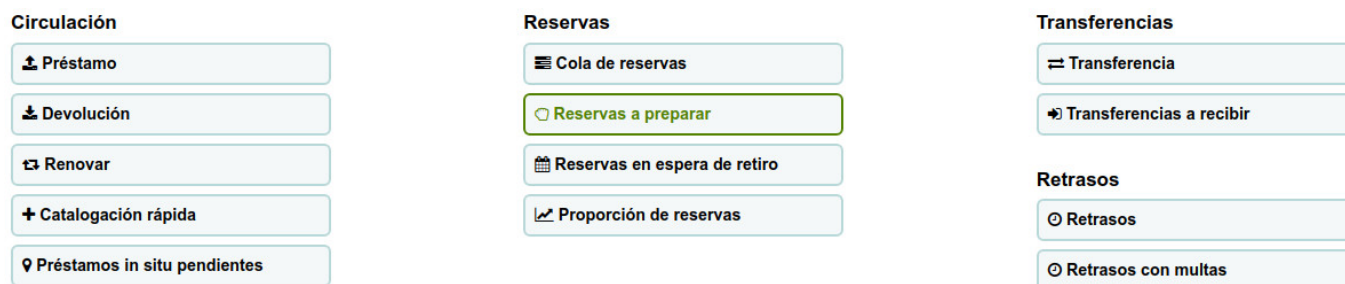 Circulación
Préstamo
Devolución
Renovar
Catalogación rápida
Préstamos in situ pendientes
Reservas
Cola de reservas
Reservas a preparar
Reservas en espera de retiro
Proporción de reservas
Transferencias
Transferencia
Transferencias a recibir
Retrasos
Retrasos
Retrasos con multas